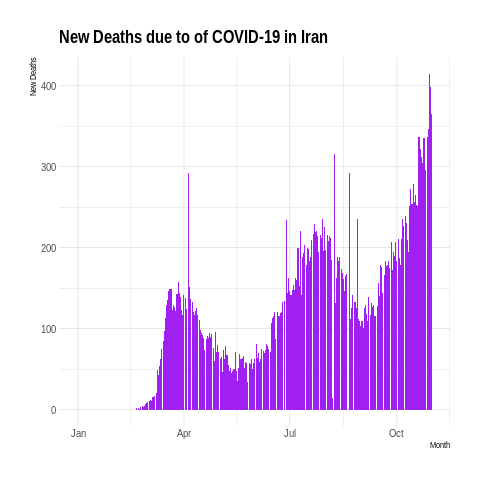 New Deaths due to of COVID-19 in Iran
New Deaths
400
300
200
100
0
Jan Apr Jul Oct
Month